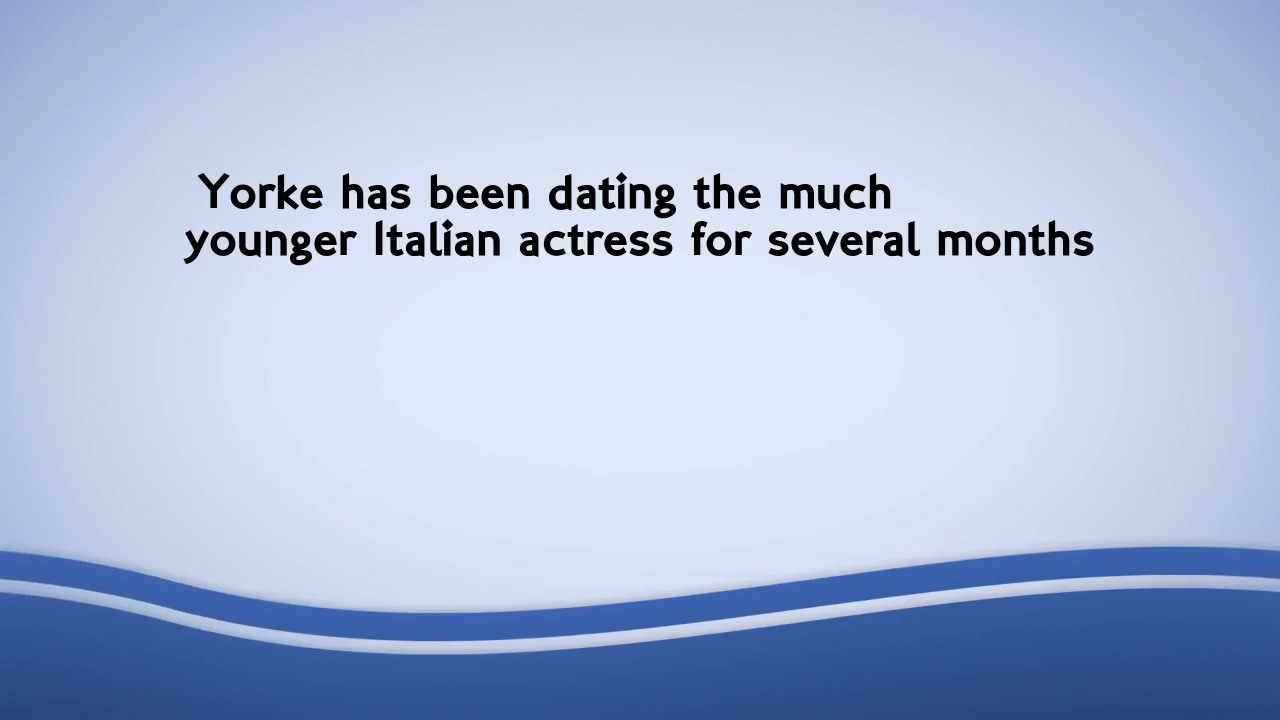 Yorke has been dating the much
younger Italian actress for several months